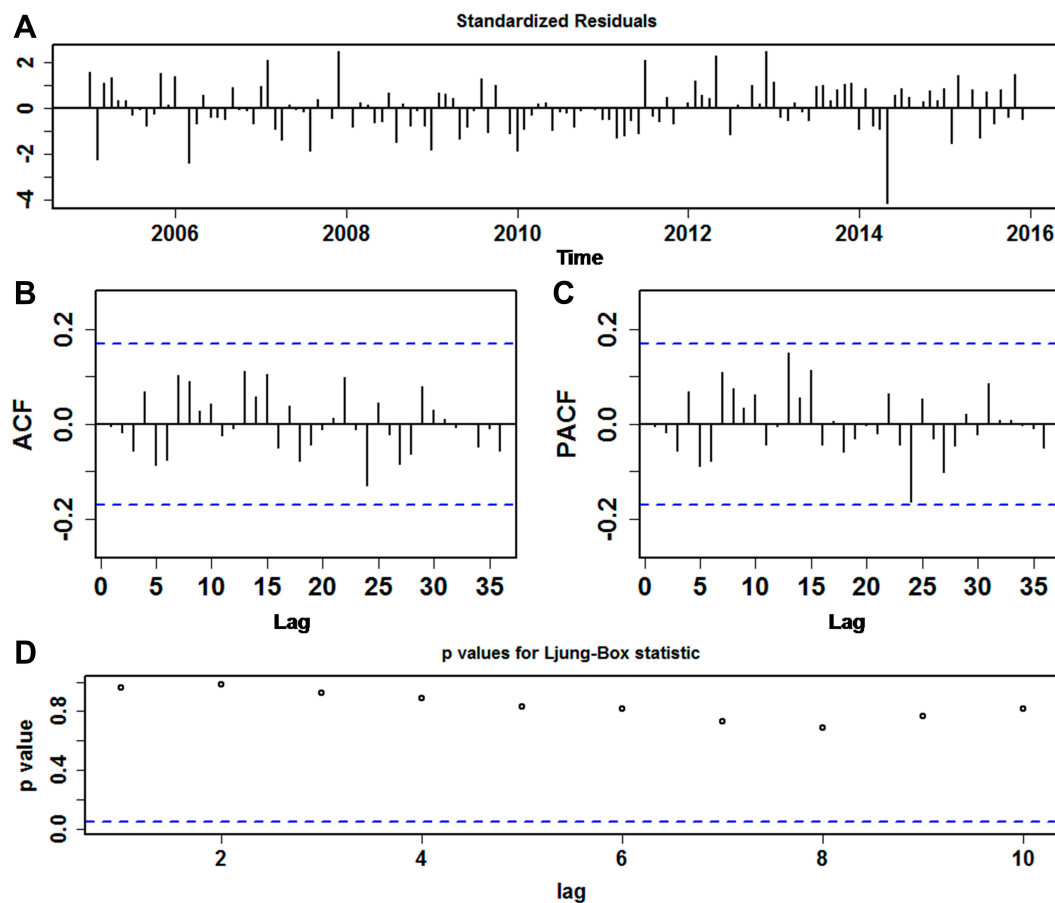 A
Standardized Residuals
2
0
-2
-4
2006 2008 2010 2012 2014 2016
Time
B
ACF
0.2
0.0
-0.2
0 5 10 15 20 25 30 35
Lag
C
PACF
0.2
0.0
-0.2
0 5 10 15 20 25 30 35
Lag
D
p values for Ljung-Box statistic
p value
0.8
0.4
0.0
2 4 6 8 10
lag